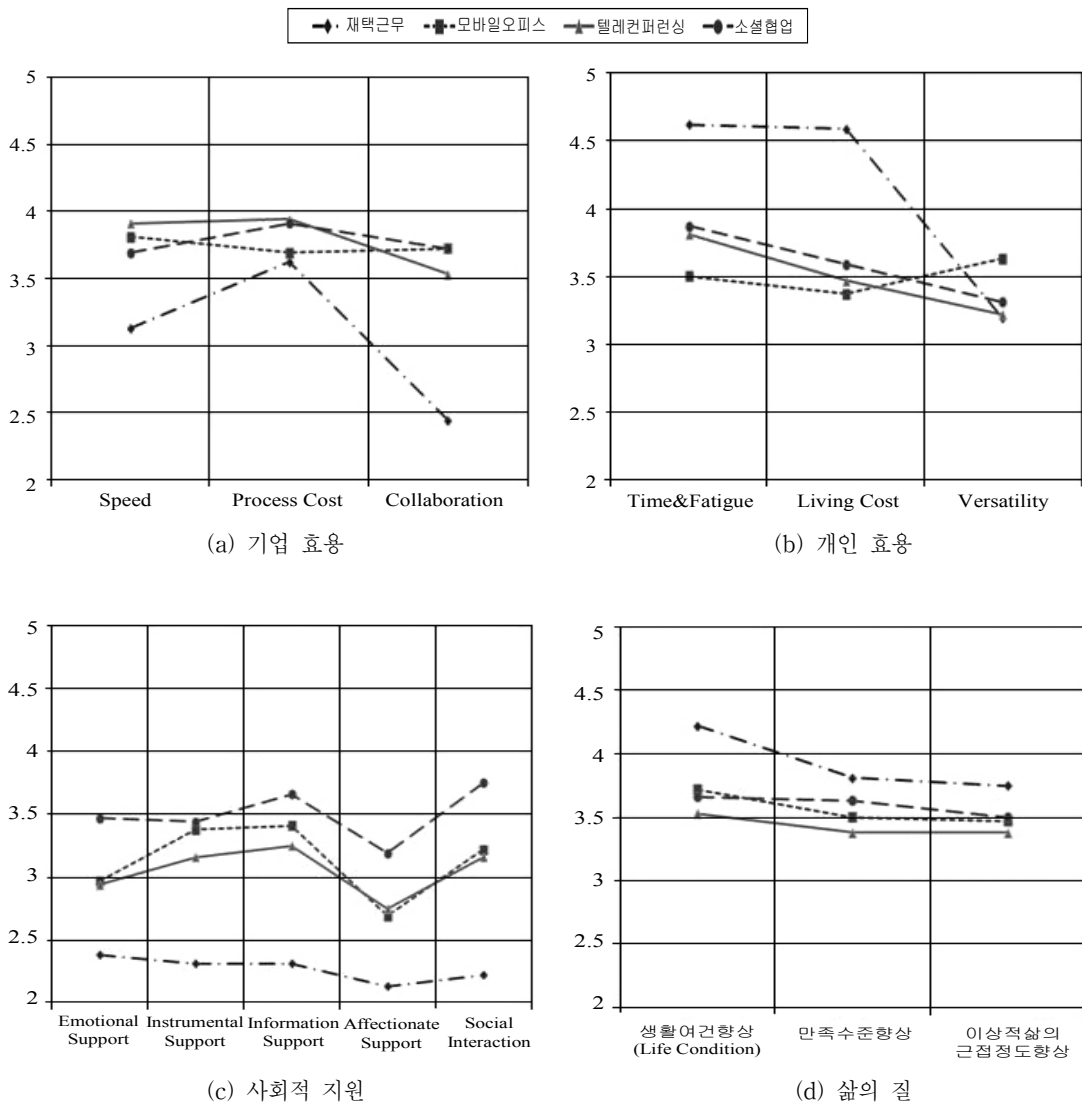 재택근무 모바일오피스 텔레컨퍼런싱 소셜협업
5
4.5
4
3.5
3
2.5
2
Speed Process Cost Collaboration
(a) 기업 효용
5
4.5
4
3.5
3
2.5
2
Time&Fatigue Living Cost Versatility
(b) 개인 효용
5
4.5
4
3.5
3
2.5
2
Emotional Instrumental Information Affectionate Social
Support Support Support Support Interaction
(c) 사회적 지원
5
4.5
4
3.5
3
2.5
2
생활여건향상 만족수준향상 이상적삶의
(Life Condition) 근접정도향상
(d) 삶의 질